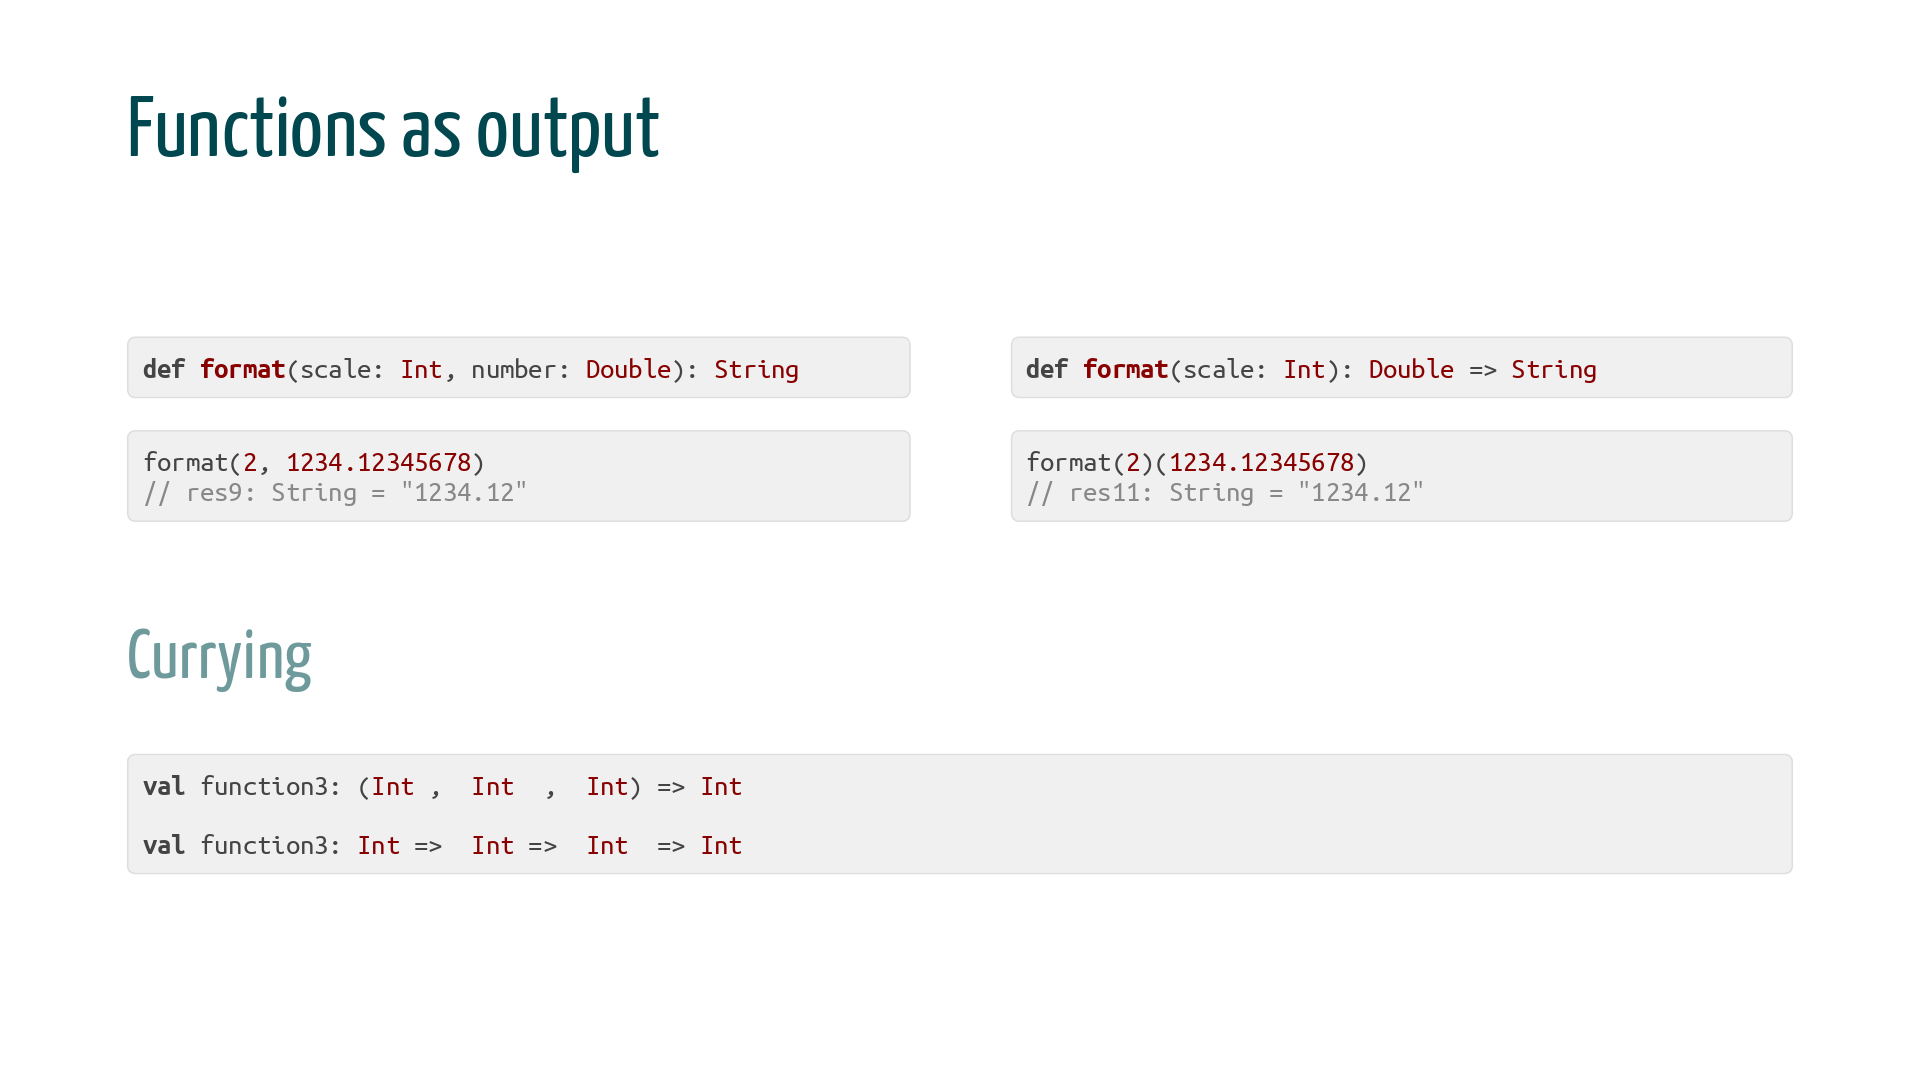 Functions as output
def format(scale: Int, number: Double): String
format(2, 1234.12345678)
// res9: String = "1234.12"
def format(scale: Int): Double => String
format(2)(1234.12345678)
// res11: String = "1234.12"
Currying
val function3: (Int ,  Int  ,  Int) => Int
val function3: Int =>  Int =>  Int  => Int